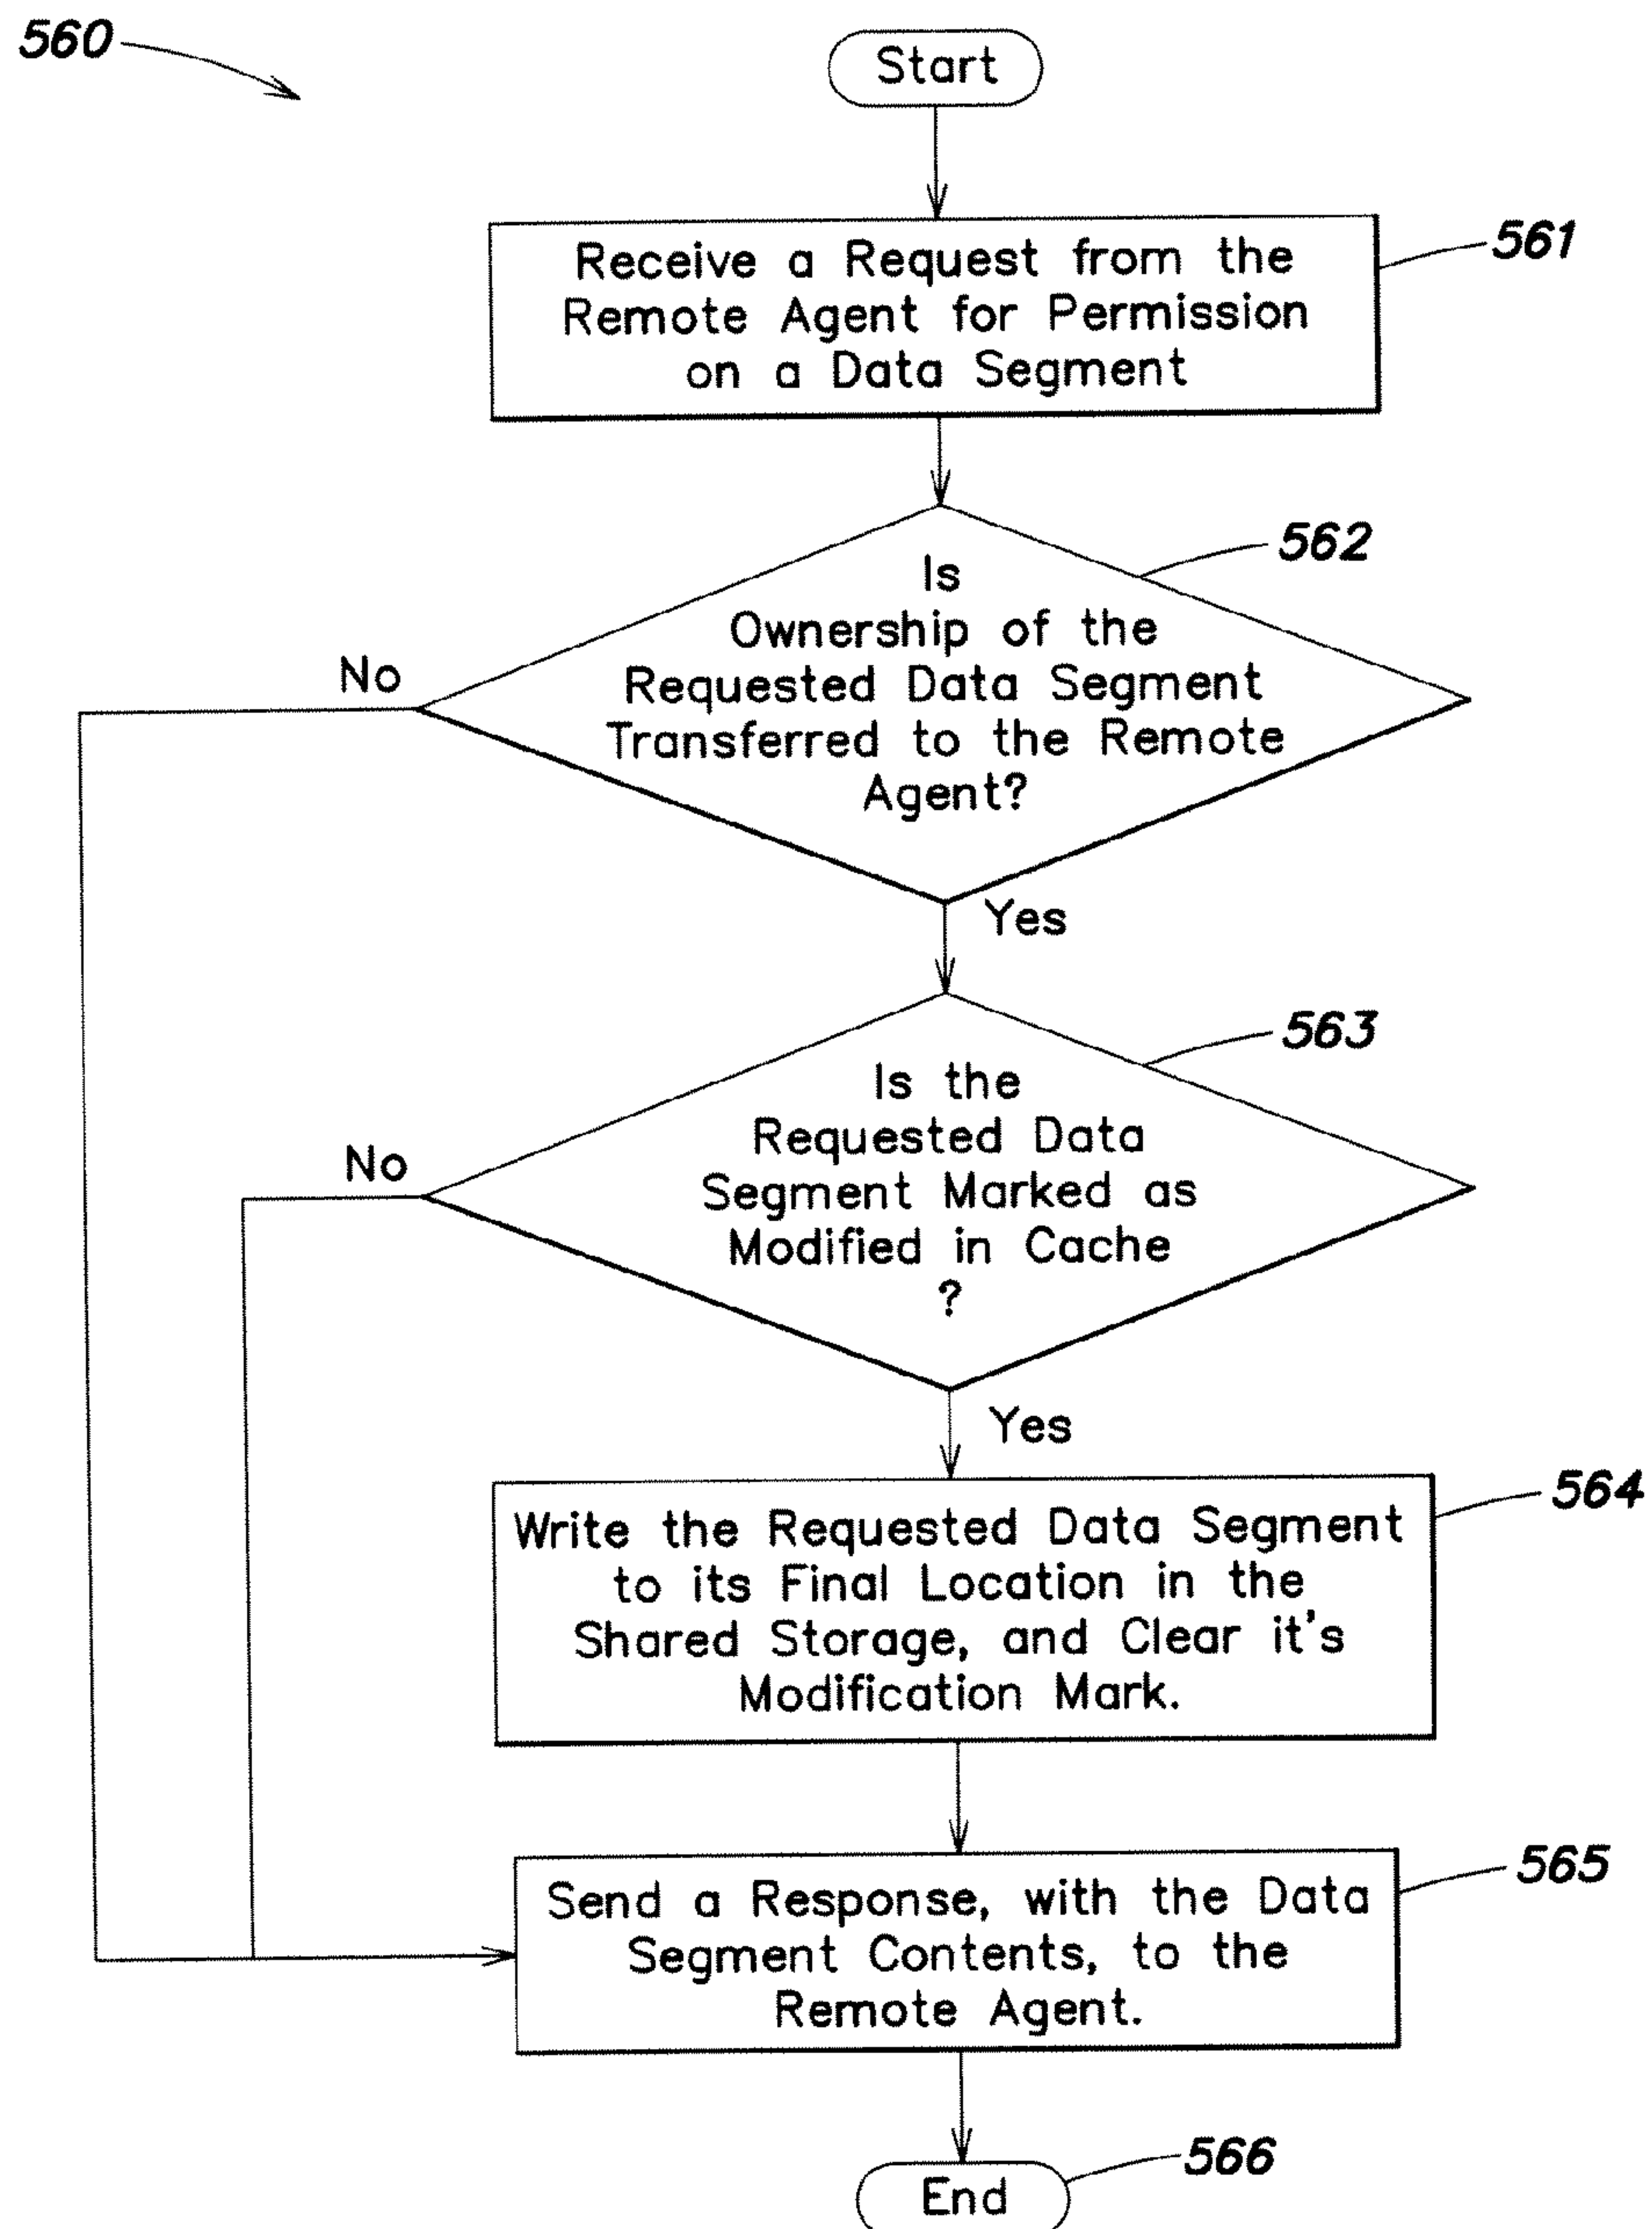 560
Start
Receive a Request from the
Remote Agent for Permission
on a Data Segment
561
Is
Ownership of the
Requested Data Segment
Transferred to the Remote
Agent?
562
No
Yes
Is the
Requested Data
Segment Marked as
Modified in Cache
?
563
No
Yes
Write the Requested Data Segment
to its Final Location in the
Shared Storage, and Clear it's
Modification Mark.
564
Send a Response, with the Data
Segment Contents, to the
Remote Agent.
565
End
566